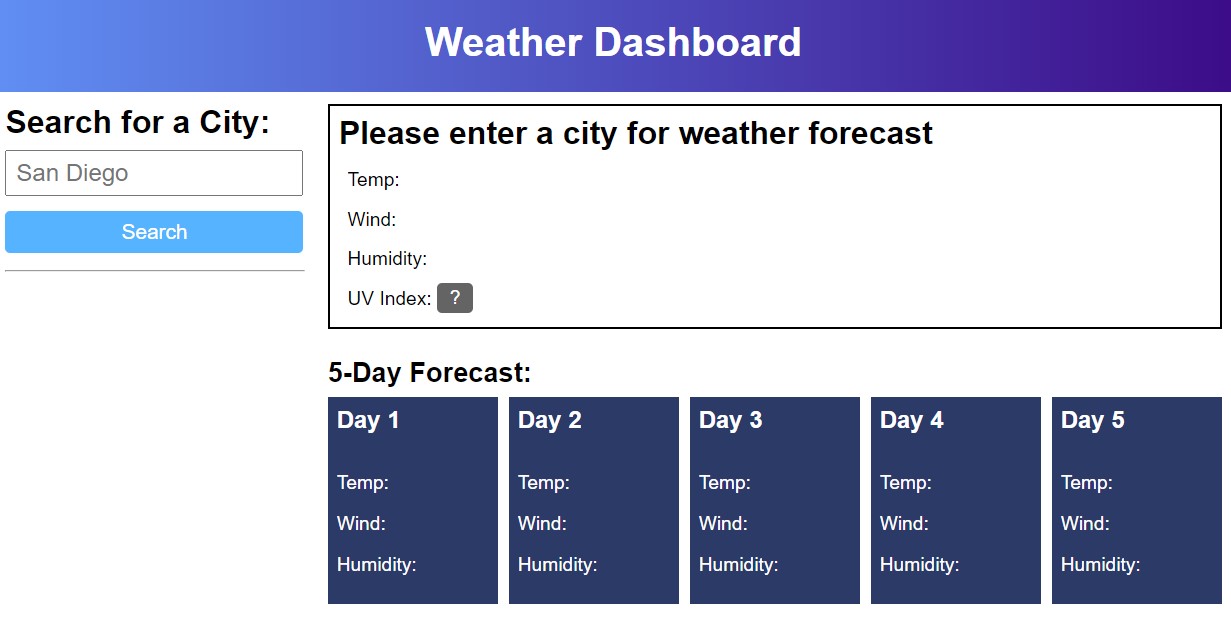 Weather Dashboard
Search for a City:
San Diego
Search
Please enter a city for weather forecast
Temp:
Wind:
Humidity:
UV Index: ?
5-Day Forecast:
Day 1
Temp:
Wind:
Humidity:
Day 2
Temp:
Wind:
Humidity:
Day 3
Temp:
Wind:
Humidity:
Day 4
Temp:
Wind:
Humidity:
Day 5
Temp:
Wind:
Humidity: